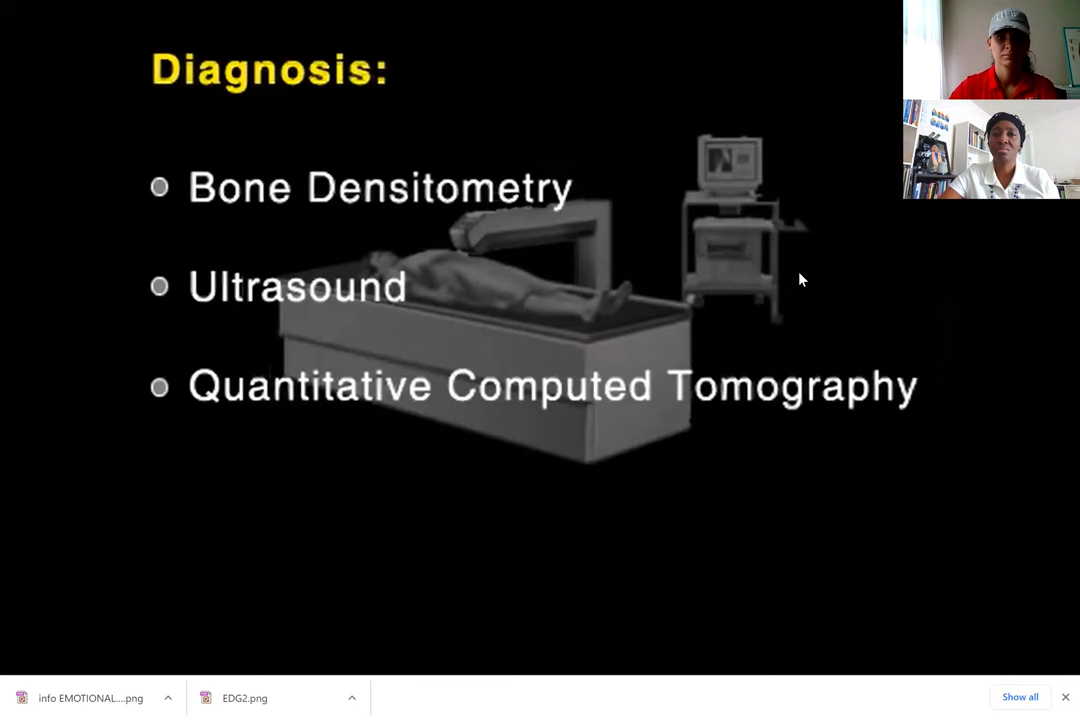 Diagnosis:
Bone Densitometry
Ultrasound
Quantitative Computed Tomography
info EMOTIONAL....png
EDG2.png
Show all